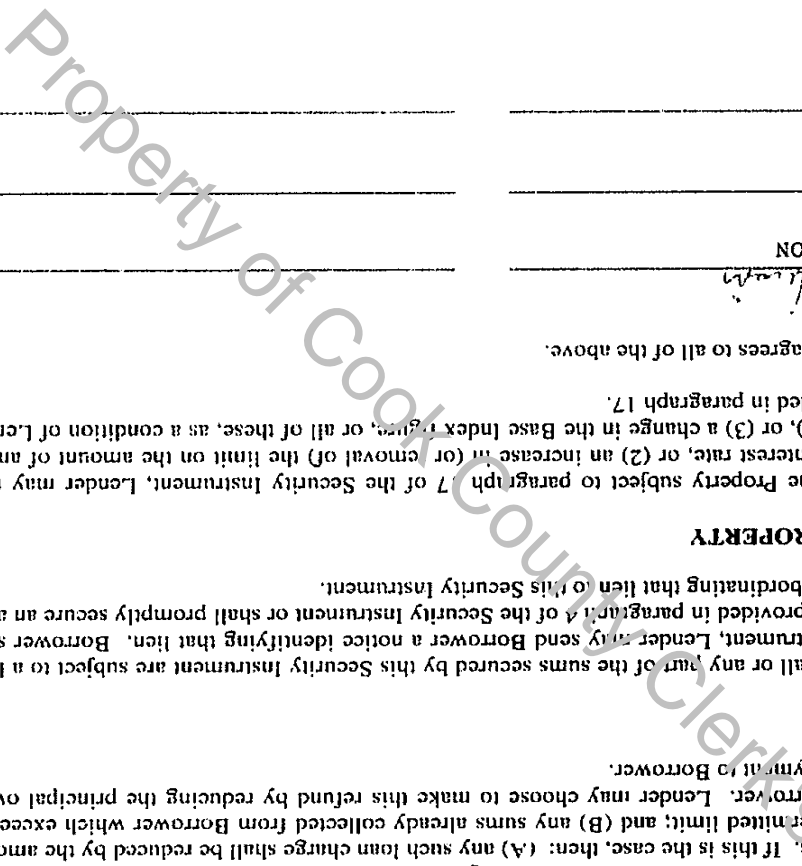 If this is the case, then: (A) any such loan charge shall be reduced by the amo
rmitted limit; and (B) any sums already collected from Borrower which excee
rrower. Lender may choose to make this refund by reducing the principal ow
yment to Borrower.
all or any part of the sums secured by this Security Instrument are subject to a l
trument, Lender may send Borrower a notice identifying that lien. Borrower s
provided in paragraph 4 of the Security Instrument or shall promptly secure an a
bordinating that lien to this Security Instrument.
ROPERTY
he Property subject to paragraph 17 of the Security Instrument, Lender may
nterest rate, or (2) an increase in (or removal of) the limit on the amount of an
), or (3) a change in the Base Index figure, or all of these, as a condition of Len
ded in paragraph 17.
agrees to all of the above.
ON
Property of Cook County Clerk's